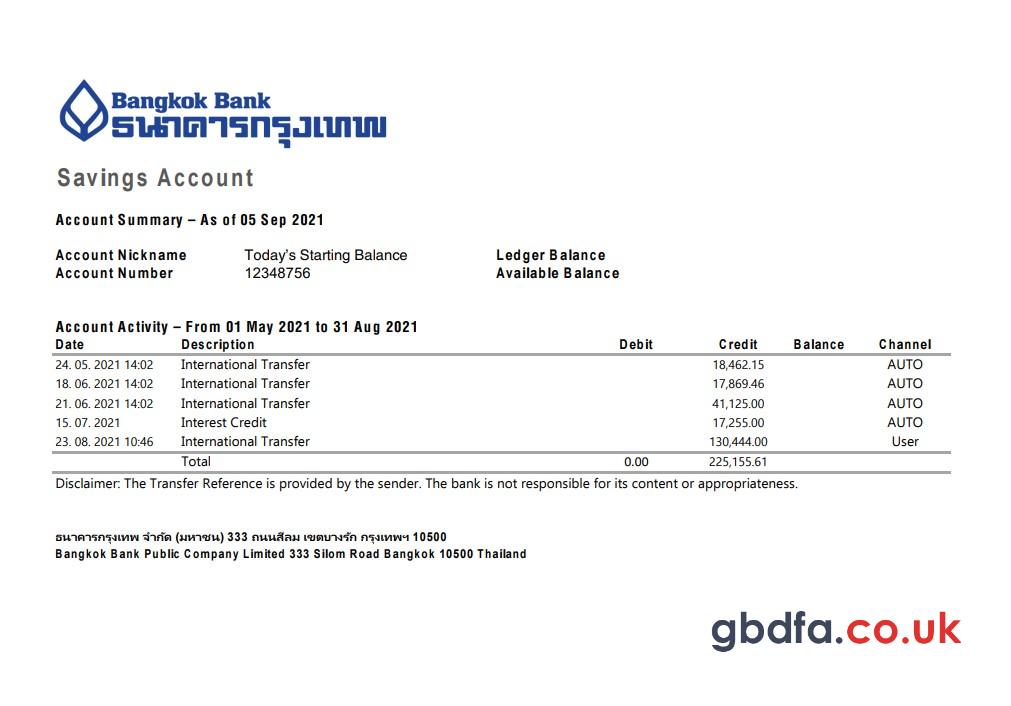 Bangkok Bank
ธนาคารกรุงเทพ
Savings Account
Account Summary – As of 05 Sep 2021
Account Nickname Today's Starting Balance Ledger Balance
Account Number 12348756 Available Balance
Account Activity – From 01 May 2021 to 31 Aug 2021
Date Description Debit Credit Balance Channel
24. 05. 2021 14:02 International Transfer 18,462.15 AUTO
18. 06. 2021 14:02 International Transfer 17,869.46 AUTO
21. 06. 2021 14:02 International Transfer 41,125.00 AUTO
15. 07. 2021 Interest Credit 17,255.00 AUTO
23. 08. 2021 10:46 International Transfer 130,444.00 User
Total 0.00 225,155.61
Disclaimer: The Transfer Reference is provided by the sender. The bank is not responsible for its content or appropriateness.
ธนาคารกรุงเทพ จำกัด (มหาชน) 333 ถนนสีลม เขตบางรัก กรุงเทพฯ 10500
Bangkok Bank Public Company Limited 333 Silom Road Bangkok 10500 Thailand
gbdfa.co.uk